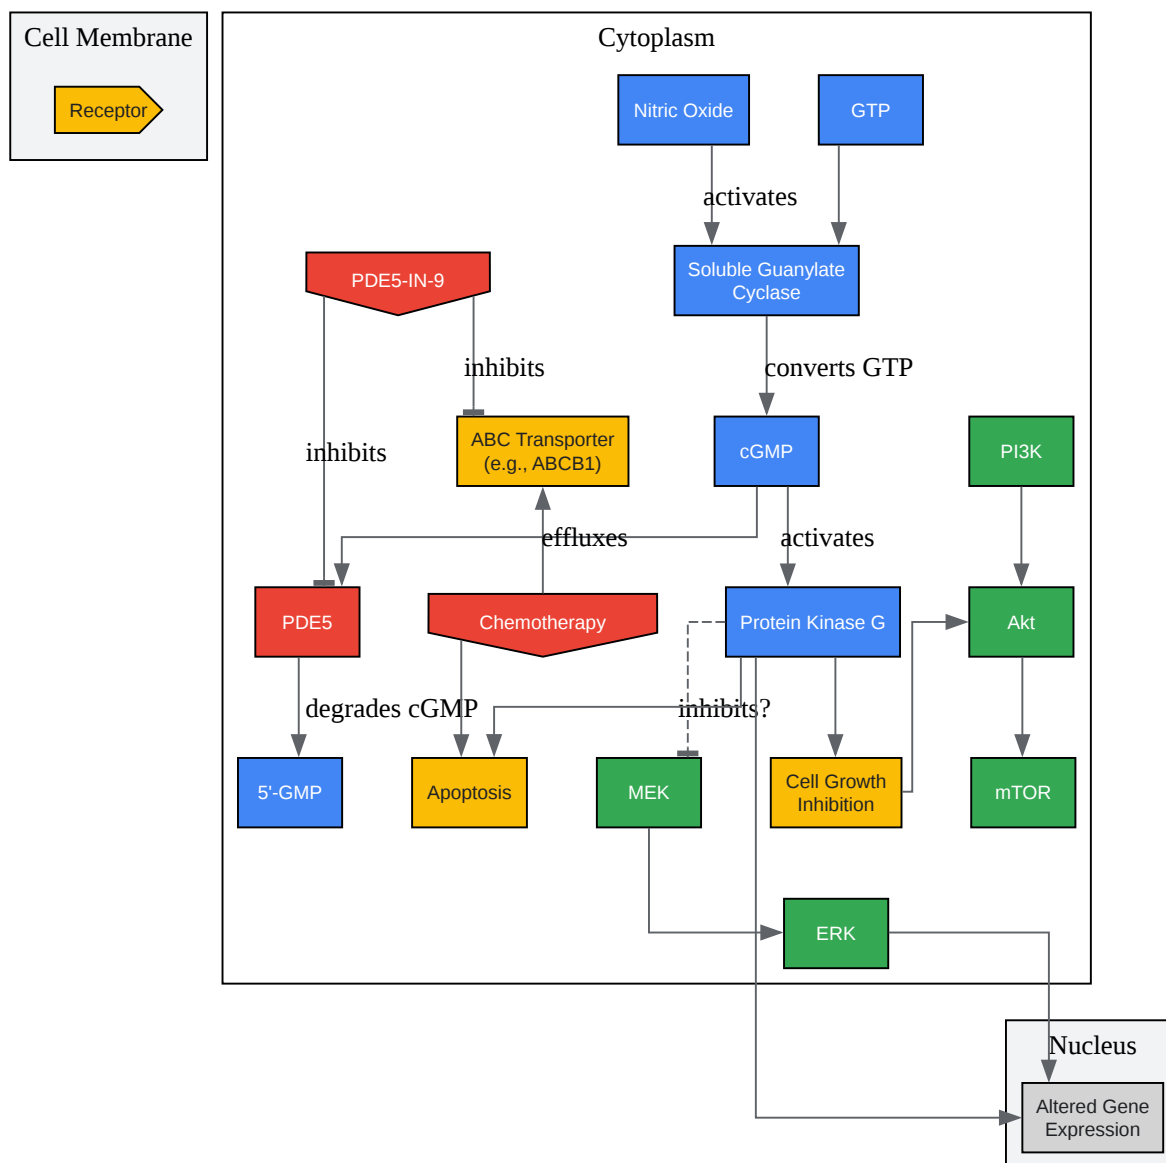 Cell Membrane
Cytoplasm
Receptor
Nitric Oxide
GTP
activates
Soluble Guanylate
Cyclase
PDE5-IN-9
inhibits
converts GTP
ABC Transporter
(e.g., ABCB1)
cGMP
PI3K
inhibits
effluxes
activates
PDE5
Chemotherapy
Protein Kinase G
Akt
degrades cGMP
inhibits?
5'-GMP
Apoptosis
MEK
Cell Growth
Inhibition
mTOR
ERK
Nucleus
Altered Gene
Expression